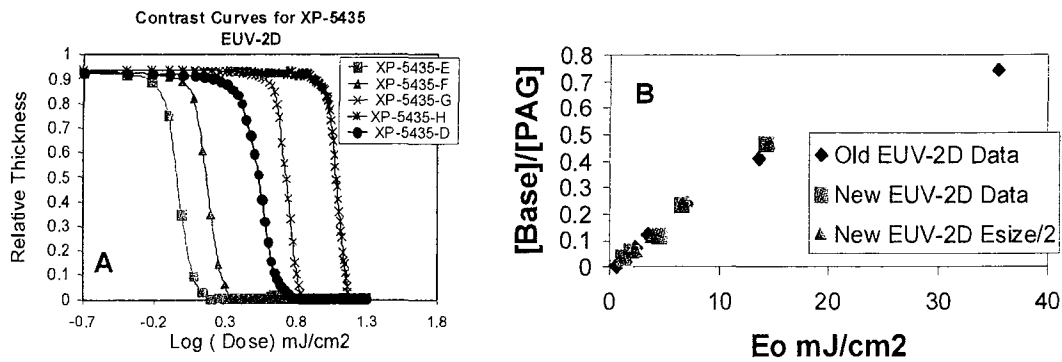 Contrast Curves for XP-5435
EUV-2D
Relative Thickness
1
0.9
0.8
0.7
0.6
0.5
0.4
0.3
0.2
0.1
0
A
XP-5435-E
XP-5435-F
XP-5435-G
XP-5435-H
XP-5435-D
-0.7
-0.2
0.3
0.8
1.3
1.8
Log ( Dose) mJ/cm2
[Base]/[PAG]
0.8
0.7
0.6
0.5
0.4
0.3
0.2
0.1
0
B
Old EUV-2D Data
New EUV-2D Data
New EUV-2D Esize/2
0
10
20
30
40
Eo mJ/cm2